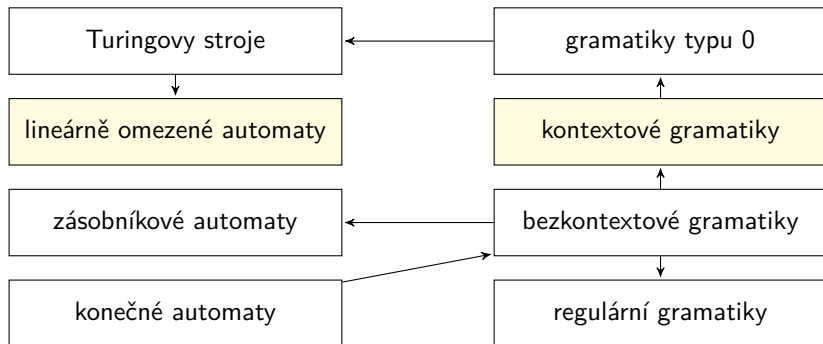 Turingovy stroje
gramatiky typu 0
lineárně omezené automaty
kontextové gramatiky
zásobníkové automaty
bezkontextové gramatiky
konečné automaty
regulární gramatiky